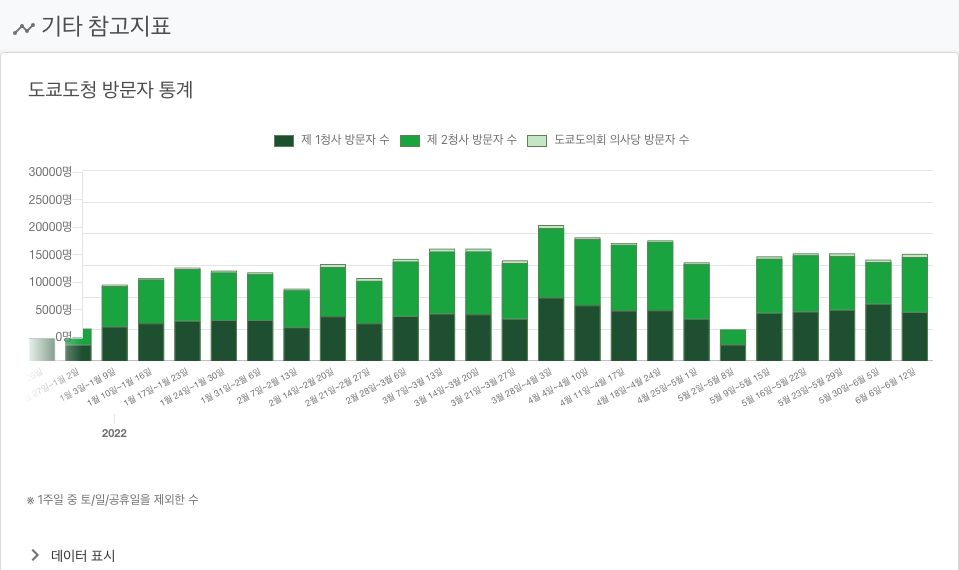 기타 참고지표
도쿄도청 방문자 통계
제 1청사 방문자 수 제 2청사 방문자 수 도쿄도의회 의사당 방문자 수
30000명
25000명
20000명
15000명
10000명
5000명
0명
27일~1월 2일
1월 3일~1월 9일
1월 10일~1월 16일
1월 17일~1월 23일
1월 24일~1월 30일
1월 31일~2월 6일
2월 7일~2월 13일
2월 14일~2월 20일
2월 21일~2월 27일
2월 28일~3월 6일
3월 7일~3월 13일
3월 14일~3월 20일
3월 21일~3월 27일
3월 28일~4월 3일
4월 4일~4월 10일
4월 11일~4월 17일
4월 18일~4월 24일
4월 25일~5월 1일
5월 2일~5월 8일
5월 9일~5월 15일
5월 16일~5월 22일
5월 23일~5월 29일
5월 30일~6월 5일
6월 6일~6월 12일
2022
※ 1주일 중 토/일/공휴일을 제외한 수
데이터 표시